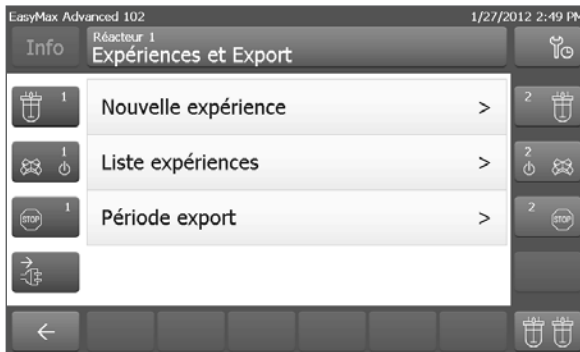 EasyMax Advanced 102 1/27/2012 2:49 PM
Info
Réacteur 1
Expériences et Export
1
Nouvelle expérience >
2
1
Liste expériences >
2
STOP 1
Période export >
2 STOP